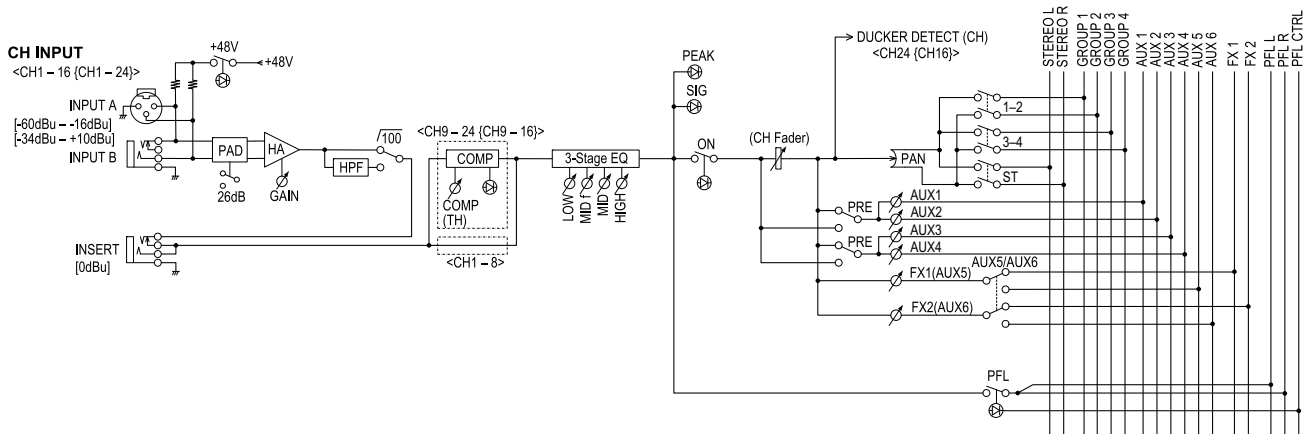 CH INPUT
<CH1 – 16 {CH1 – 24}>
+48V
+48V
INPUT A
[-60dBu – -16dBu]
[-34dBu – +10dBu]
INPUT B
PAD
26dB
HA
GAIN
HPF
/100
INSERT
[0dBu]
<CH9 – 24 {CH9 – 16}>
COMP
COMP
(TH)
<CH1 – 8>
3-Stage EQ
LOW
MID f
MID
HIGH
PEAK
SIG
ON
(CH Fader)
DUCKER DETECT (CH)
<CH24 {CH16}>
PAN
1–2
3–4
ST
PRE
AUX1
AUX2
PRE
AUX3
AUX4
FX1(AUX5)
AUX5/AUX6
FX2(AUX6)
PFL
STEREO L
STEREO R
GROUP 1
GROUP 2
GROUP 3
GROUP 4
AUX 1
AUX 2
AUX 3
AUX 4
AUX 5
AUX 6
FX 1
FX 2
PFL L
PFL R
PFL CTRL